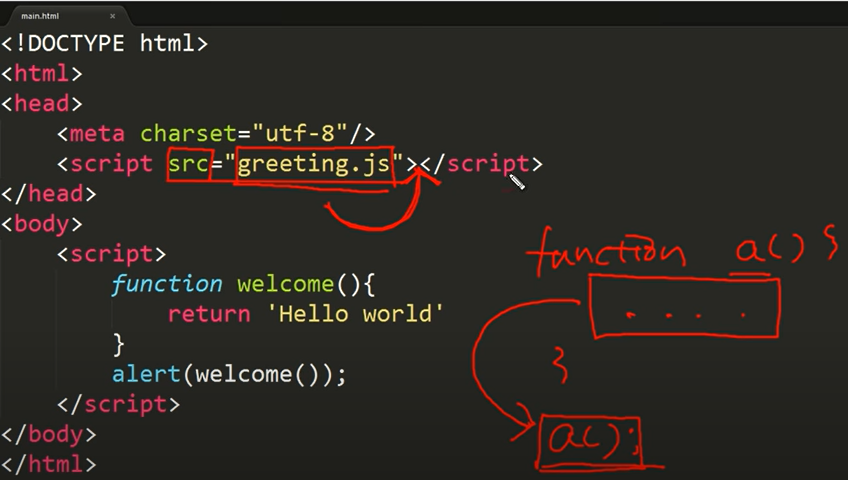 main.html ×
<!DOCTYPE html>
<html>
<head>
<meta charset="utf-8"/>
<script src="greeting.js"></script>
</head>
<body>
<script>
function welcome(){
return 'Hello world'
}
alert(welcome());
</script>
</body>
</html>
function a() {
. . . .
}
a();